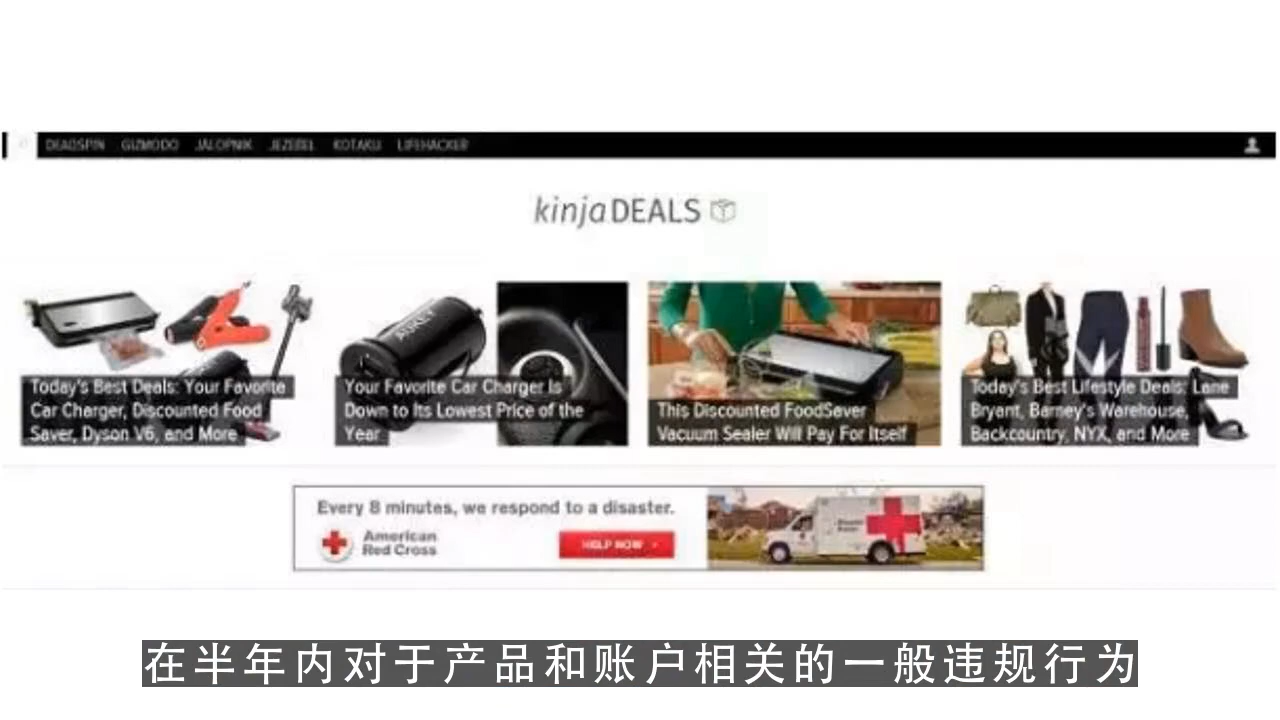 DEADSPIN GIZMODO JALOPNIK JEZEBEL KOTAKU LIFEHACKER
kinja DEALS
Today's Best Deals: Your Favorite
Car Charger, Discounted Food
Saver, Dyson V6, and More
AUKEY
Your Favorite Car Charger Is
Down to Its Lowest Price of the
Year
This Discounted FoodSaver
Vacuum Sealer Will Pay For Itself
Today's Best Lifestyle Deals: Lane
Bryant, Barney's Warehouse,
Backcountry, NYX, and More
Every 8 minutes, we respond to a disaster.
American
Red Cross
HELP NOW
在半年内对于产品和账户相关的一般违规行为